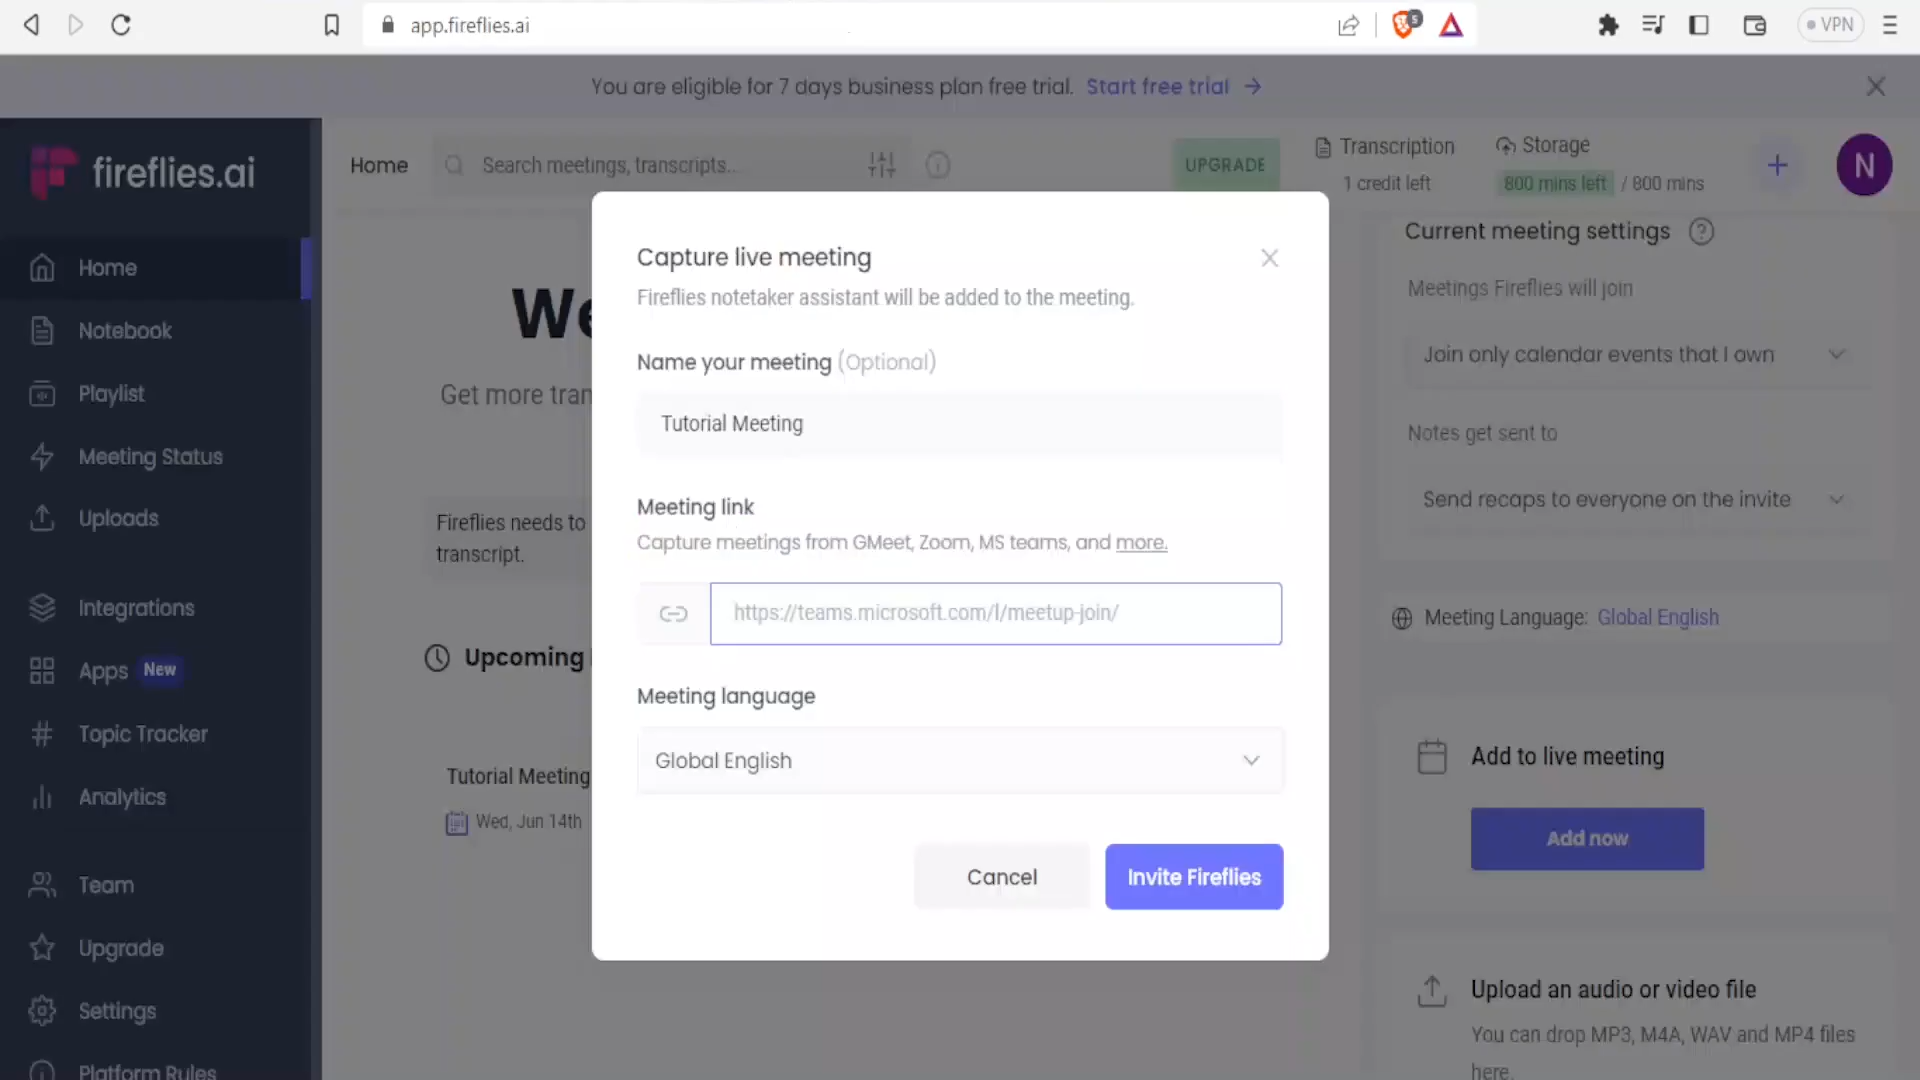 app.fireflies.ai
5
VPN
You are eligible for 7 days business plan free trial. Start free trial →
fireflies.ai
Home
Search meetings, transcripts...
UPGRADE
Transcription
1 credit left
Storage
800 mins left / 800 mins
+
N
Home
Notebook
Playlist
Meeting Status
Uploads
Integrations
Apps New
Topic Tracker
Analytics
Team
Upgrade
Settings
Platform Rules
Get more
Fireflies needs to
transcript.
Upcoming
Tutorial Meeting
Wed, Jun 14th
Capture live meeting
Fireflies notetaker assistant will be added to the meeting.
Name your meeting (Optional)
Tutorial Meeting
Meeting link
Capture meetings from GMeet, Zoom, MS teams, and more.
https://teams.microsoft.com/l/meetup-join/
Meeting language
Global English
Cancel
Invite Fireflies
Current meeting settings
Meetings Fireflies will join
Join only calendar events that I own
Notes get sent to
Send recaps to everyone on the invite
Meeting Language: Global English
Add to live meeting
Add now
Upload an audio or video file
You can drop MP3, M4A, WAV and MP4 files
here.